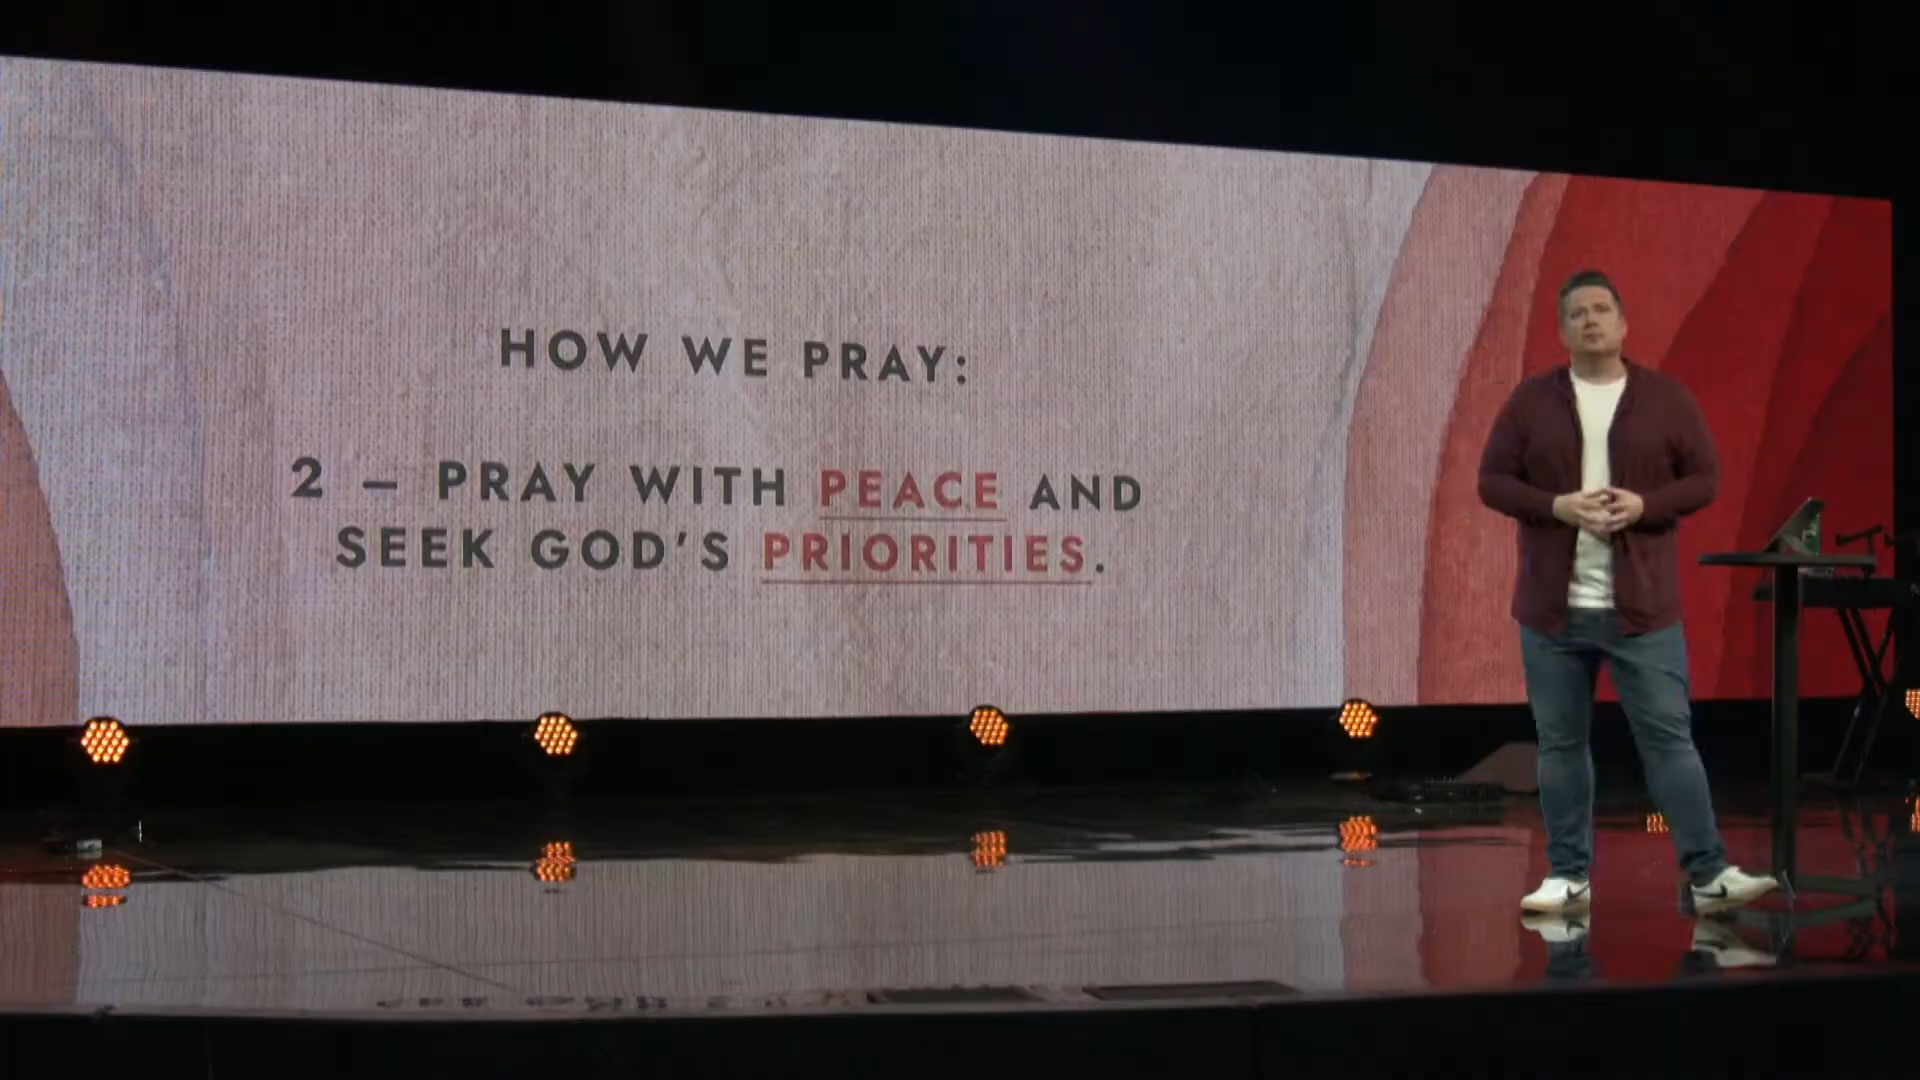 HOW WE PRAY:
2 – PRAY WITH PEACE AND
SEEK GOD'S PRIORITIES.